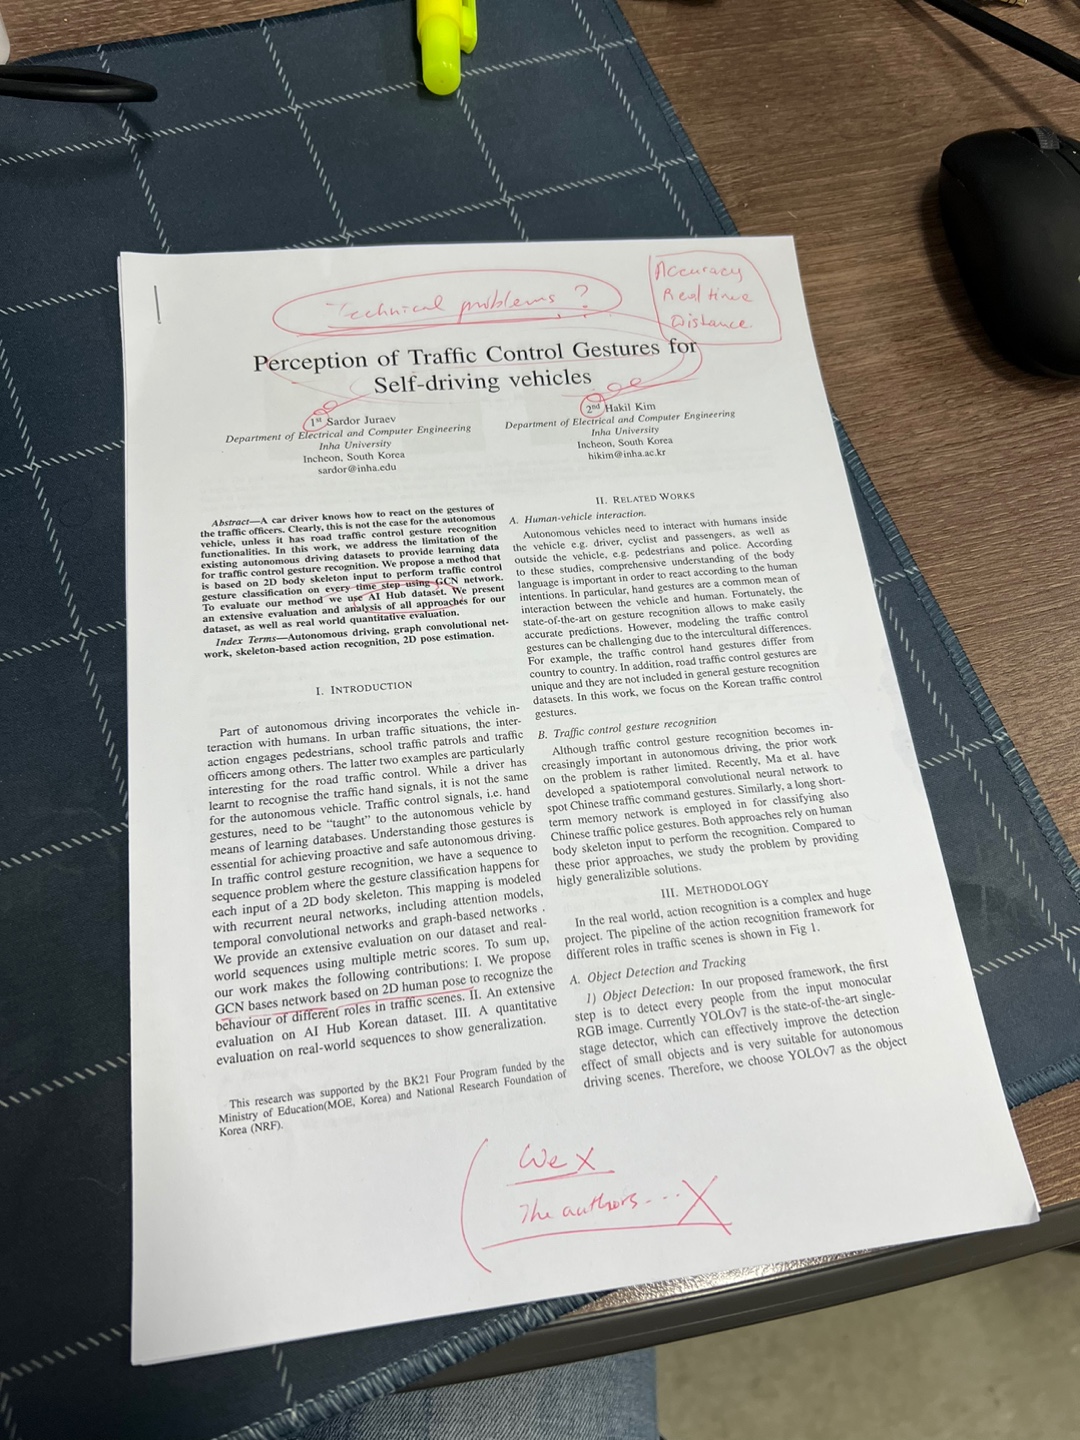 Technical problems ?
Accuracy
Real time
Distance
Perception of Traffic Control Gestures for
Self-driving vehicles
1st Sardor Juraev
Department of Electrical and Computer Engineering
Inha University
Incheon, South Korea
sardor@inha.edu
2nd Hakil Kim
Department of Electrical and Computer Engineering
Inha University
Incheon, South Korea
hikim@inha.ac.kr
Abstract—A car driver knows how to react on the gestures of
the traffic officers. Clearly, this is not the case for the autonomous
vehicle, unless it has road traffic control gesture recognition
functionalities. In this work, we address the limitation of the
existing autonomous driving datasets to provide learning data
for traffic control gesture recognition. We propose a method that
is based on 2D body skeleton input to perform traffic control
gesture classification on every time step using GCN network.
To evaluate our method we use AI Hub dataset. We present
an extensive evaluation and analysis of all approaches for our
dataset, as well as real world quantitative evaluation.
Index Terms—Autonomous driving, graph convolutional net-
work, skeleton-based action recognition, 2D pose estimation.
I. INTRODUCTION
Part of autonomous driving incorporates the vehicle in-
teraction with humans. In urban traffic situations, the inter-
action engages pedestrians, school traffic patrols and traffic
officers among others. The latter two examples are particularly
interesting for the road traffic control. While a driver has
learnt to recognise the traffic hand signals, it is not the same
for the autonomous vehicle. Traffic control signals, i.e. hand
gestures, need to be “taught” to the autonomous vehicle by
means of learning databases. Understanding those gestures is
essential for achieving proactive and safe autonomous driving.
In traffic control gesture recognition, we have a sequence to
sequence problem where the gesture classification happens for
each input of a 2D body skeleton. This mapping is modeled
with recurrent neural networks, including attention models,
temporal convolutional networks and graph-based networks .
We provide an extensive evaluation on our dataset and real-
world sequences using multiple metric scores. To sum up,
our work makes the following contributions: I. We propose
GCN bases network based on 2D human pose to recognize the
behaviour of different roles in traffic scenes. II. An extensive
evaluation on AI Hub Korean dataset. III. A quantitative
evaluation on real-world sequences to show generalization.
This research was supported by the BK21 Four Program funded by the
Ministry of Education(MOE, Korea) and National Research Foundation of
Korea (NRF).
II. RELATED WORKS
A. Human-vehicle interaction.
Autonomous vehicles need to interact with humans inside
the vehicle e.g. driver, cyclist and passengers, as well as
outside the vehicle, e.g. pedestrians and police. According
to these studies, comprehensive understanding of the body
language is important in order to react according to the human
intentions. In particular, hand gestures are a common mean of
interaction between the vehicle and human. Fortunately, the
state-of-the-art on gesture recognition allows to make easily
accurate predictions. However, modeling the traffic control
gestures can be challenging due to the intercultural differences.
For example, the traffic control hand gestures differ from
country to country. In addition, road traffic control gestures are
unique and they are not included in general gesture recognition
datasets. In this work, we focus on the Korean traffic control
gestures.
B. Traffic control gesture recognition
Although traffic control gesture recognition becomes in-
creasingly important in autonomous driving, the prior work
on the problem is rather limited. Recently, Ma et al. have
developed a spatiotemporal convolutional neural network to
spot Chinese traffic command gestures. Similarly, a long short-
term memory network is employed in for classifying also
Chinese traffic police gestures. Both approaches rely on human
body skeleton input to perform the recognition. Compared to
these prior approaches, we study the problem by providing
higly generalizible solutions.
III. METHODOLOGY
In the real world, action recognition is a complex and huge
project. The pipeline of the action recognition framework for
different roles in traffic scenes is shown in Fig 1.
A. Object Detection and Tracking
1) Object Detection: In our proposed framework, the first
step is to detect every people from the input monocular
RGB image. Currently YOLOv7 is the state-of-the-art single-
stage detector, which can effectively improve the detection
effect of small objects and is very suitable for autonomous
driving scenes. Therefore, we choose YOLOv7 as the object
We X
The authors... X